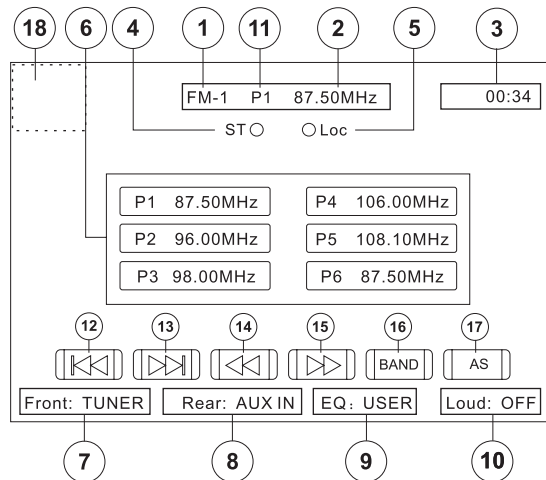 18 6 4 1 11 2 5 3
FM-1 P1 87.50MHz 00:34
ST Loc
P1 87.50MHz P4 106.00MHz
P2 96.00MHz P5 108.10MHz
P3 98.00MHz P6 87.50MHz
12 13 14 15 16 17
BAND AS
Front: TUNER Rear: AUX IN EQ: USER Loud: OFF
7 8 9 10